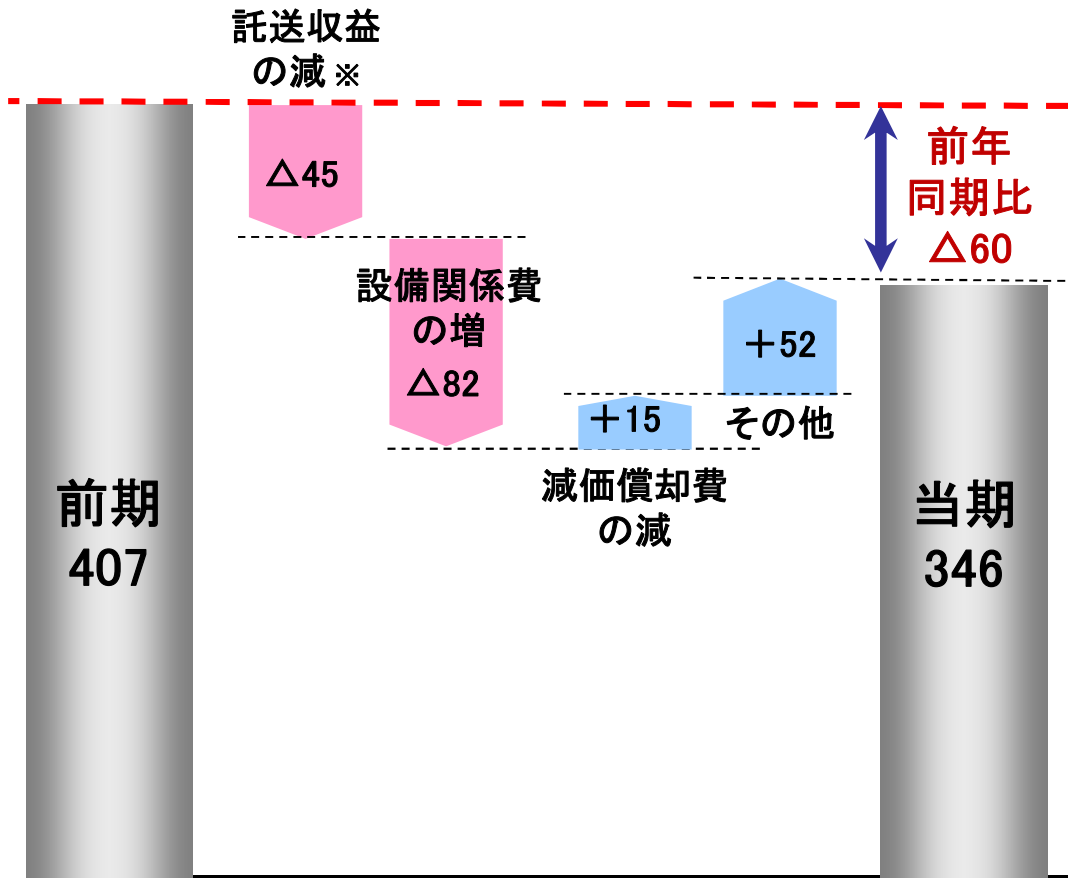 託送収益
の減※
△45
設備関係費
の増
△82
＋15
減価償却費
の減
＋52
その他
前年
同期比
△60
前期
407
当期
346